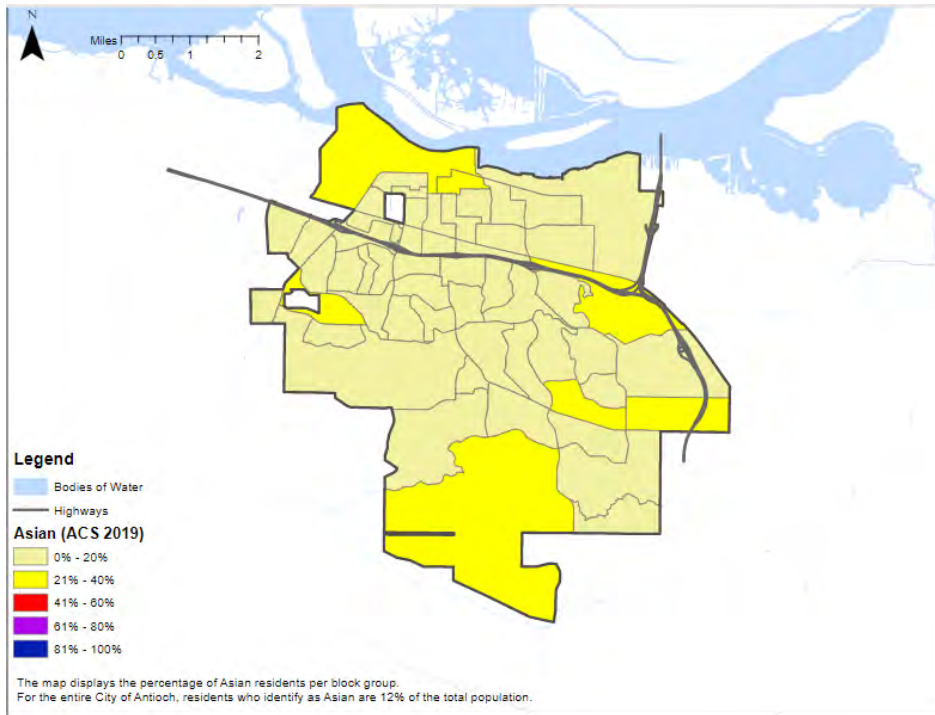 N
Miles
0 0.5 1 2
Legend
Bodies of Water
Highways
Asian (ACS 2019)
0% - 20%
21% - 40%
41% - 60%
61% - 80%
81% - 100%
The map displays the percentage of Asian residents per block group.
For the entire City of Antioch, residents who identify as Asian are 12% of the total population.